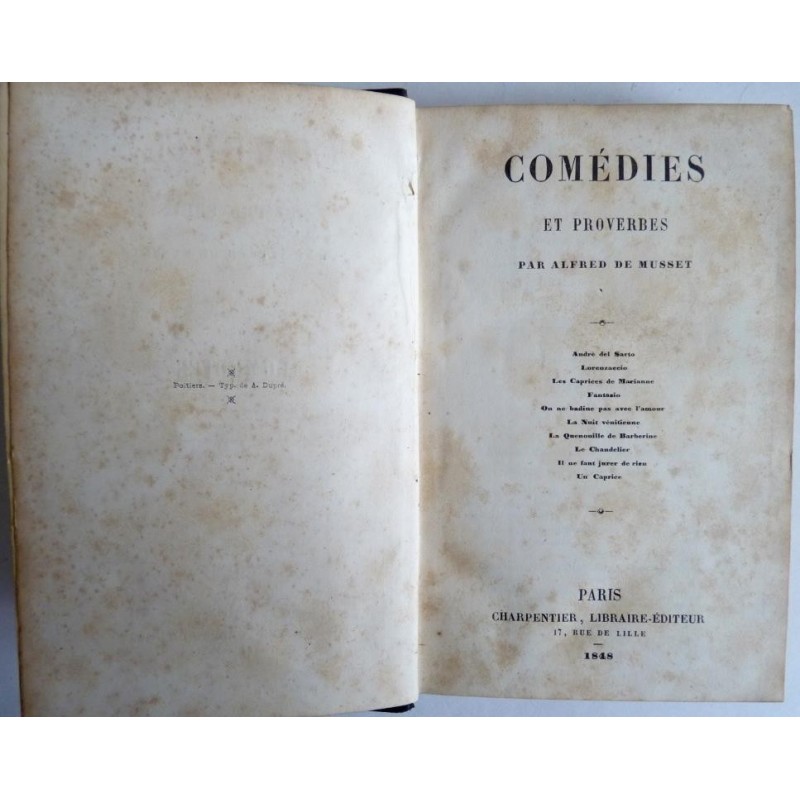 Poitiers. — Typ. de A. Dupré.
COMÉDIES
ET PROVERBES
PAR ALFRED DE MUSSET
André del Sarto
Lorenzaccio
Les Caprices de Marianne
Fantasio
On ne badine pas avec l'amour
La Nuit vénitienne
La Quenouille de Barberine
Le Chandelier
Il ne faut jurer de rien
Un Caprice
PARIS
CHARPENTIER, LIBRAIRE-ÉDITEUR
17, RUE DE LILLE
1848